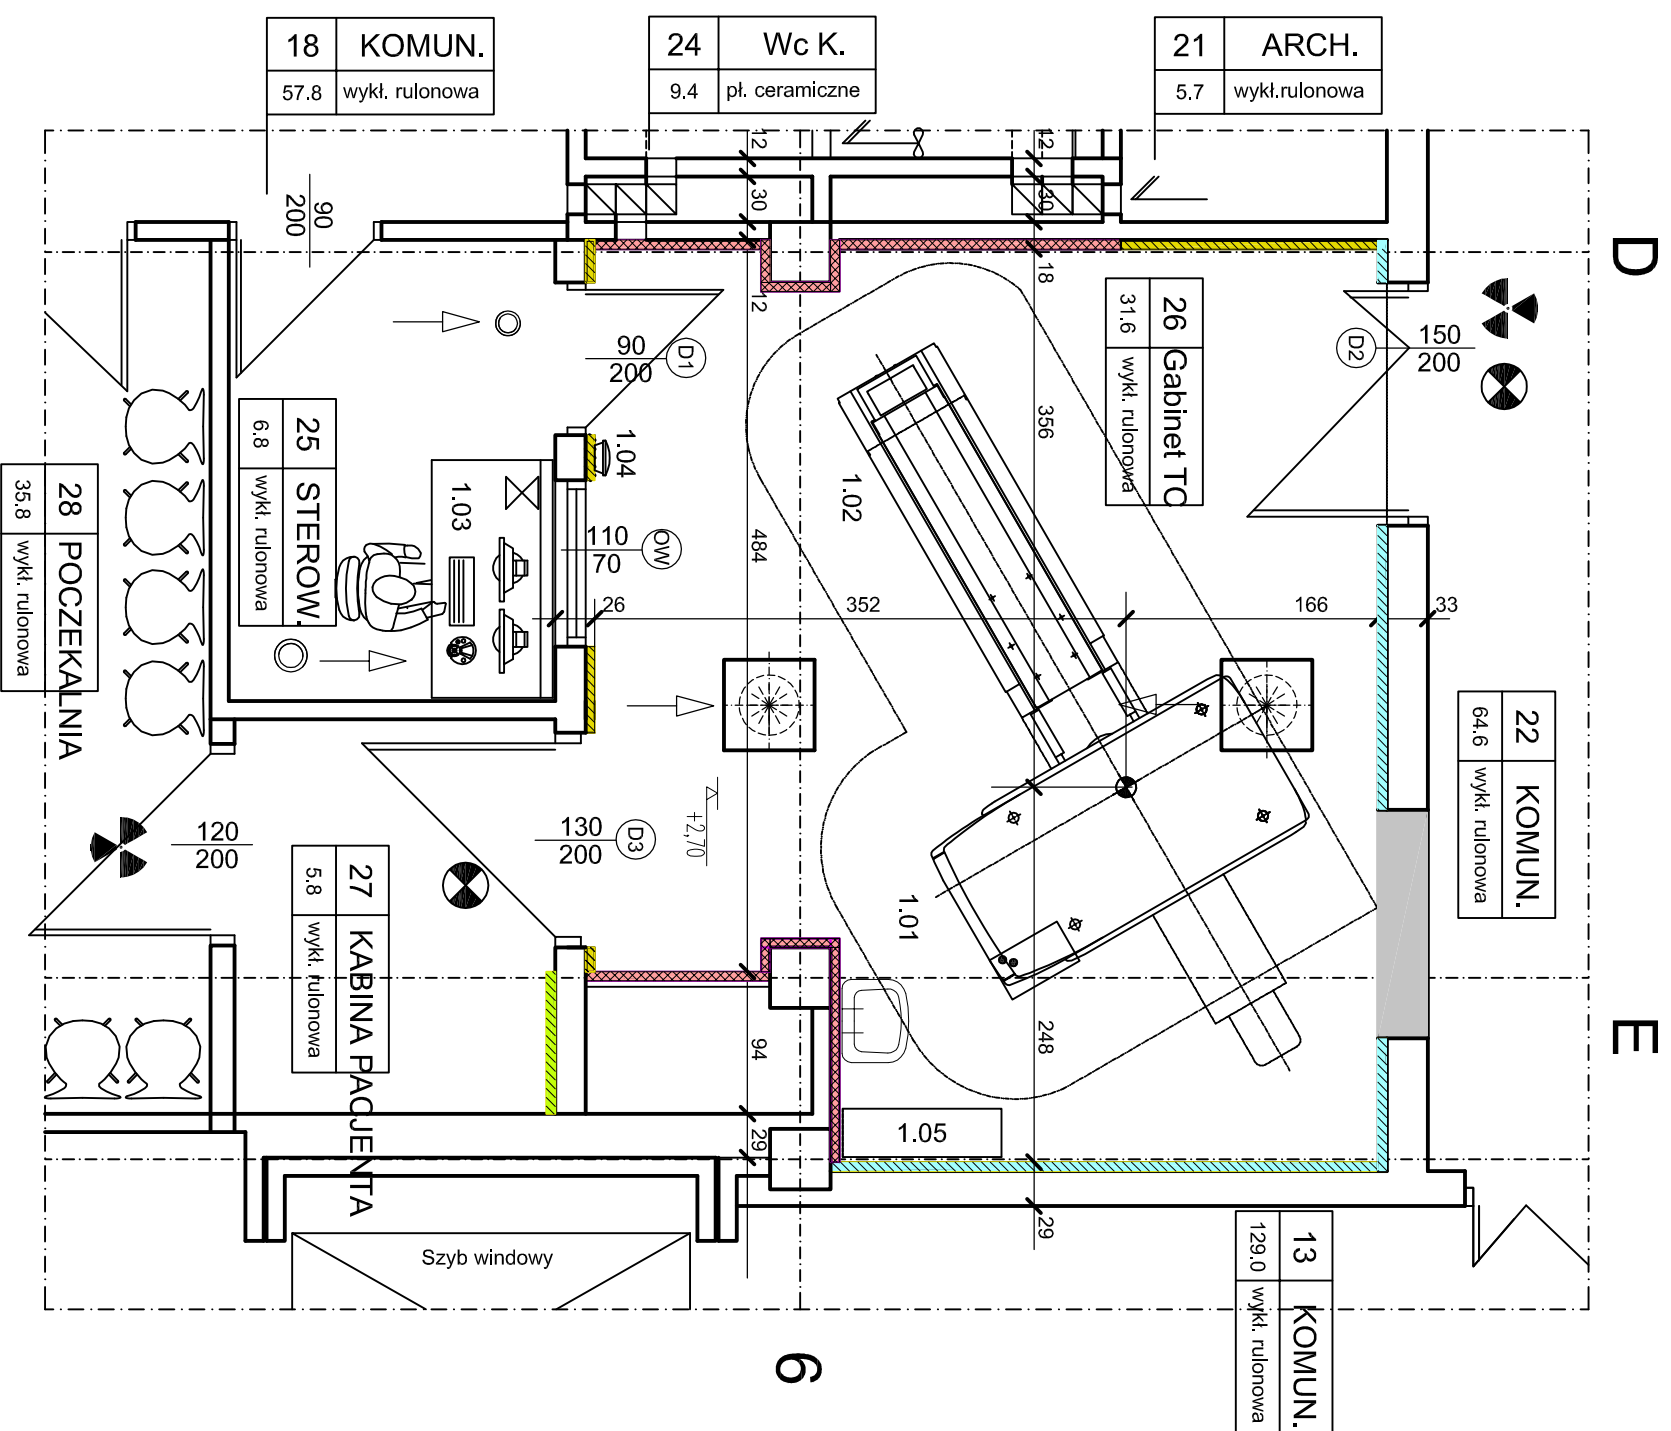 18 KOMUN.
57.8 wykł. rulonowa
24 Wc K.
9.4 pł. ceramiczne
21 ARCH.
5.7 wykł.rulonowa
D
E
6
90
200
12
30
12
30
18
12
26 Gabinet TC
31.6 wykł. rulonowa
D2
150
200
90
200
D1
356
1.04
1.02
25 STEROW.
6.8 wykł. rulonowa
1.03
110
70
OW
484
28 POCZEKALNIA
35.8 wykł. rulonowa
26
352
166
33
22 KOMUN.
64.6 wykł. rulonowa
+2,70
120
200
130
200
D3
27 KABINA PACJENTA
5.8 wykł. rulonowa
1.01
94
248
29
1.05
29
Szyb windowy
13 KOMUN.
129.0 wykł. rulonowa